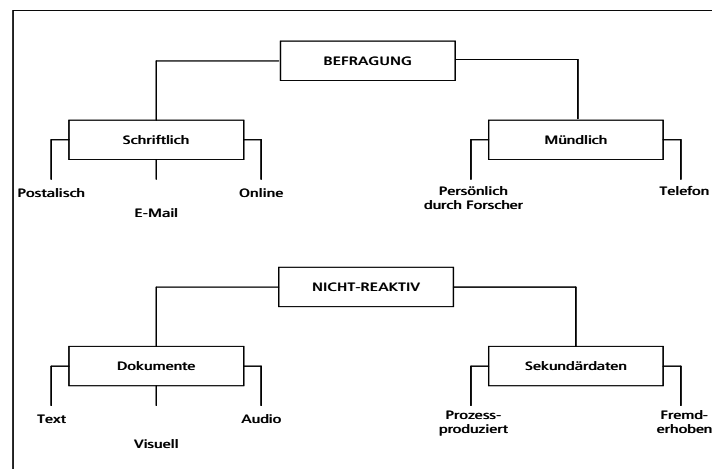 BEFRAGUNG
Schriftlich
Mündlich
Postalisch
E-Mail
Online
Persönlich
durch Forscher
Telefon
NICHT-REAKTIV
Dokumente
Sekundärdaten
Text
Visuell
Audio
Prozess-
produziert
Fremd-
erhoben